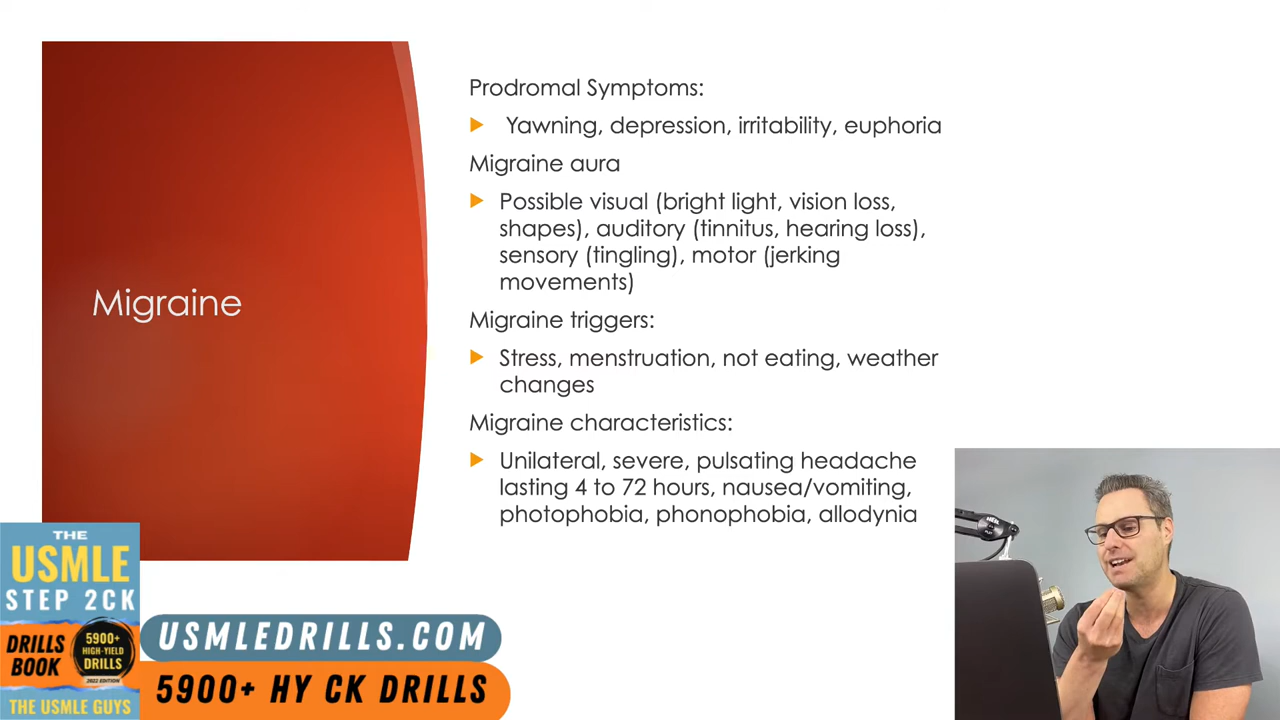 Migraine
Prodromal Symptoms:
Yawning, depression, irritability, euphoria
Migraine aura
Possible visual (bright light, vision loss,
shapes), auditory (tinnitus, hearing loss),
sensory (tingling), motor (jerking
movements)
Migraine triggers:
Stress, menstruation, not eating, weather
changes
Migraine characteristics:
Unilateral, severe, pulsating headache
lasting 4 to 72 hours, nausea/vomiting,
photophobia, phonophobia, allodynia
THE
USMLE
STEP 2CK
DRILLS
BOOK
5900+
HIGH-YIELD
DRILLS
2022 EDITION
THE USMLE GUYS
USMLEDRILLS.COM
5900+ HY CK DRILLS